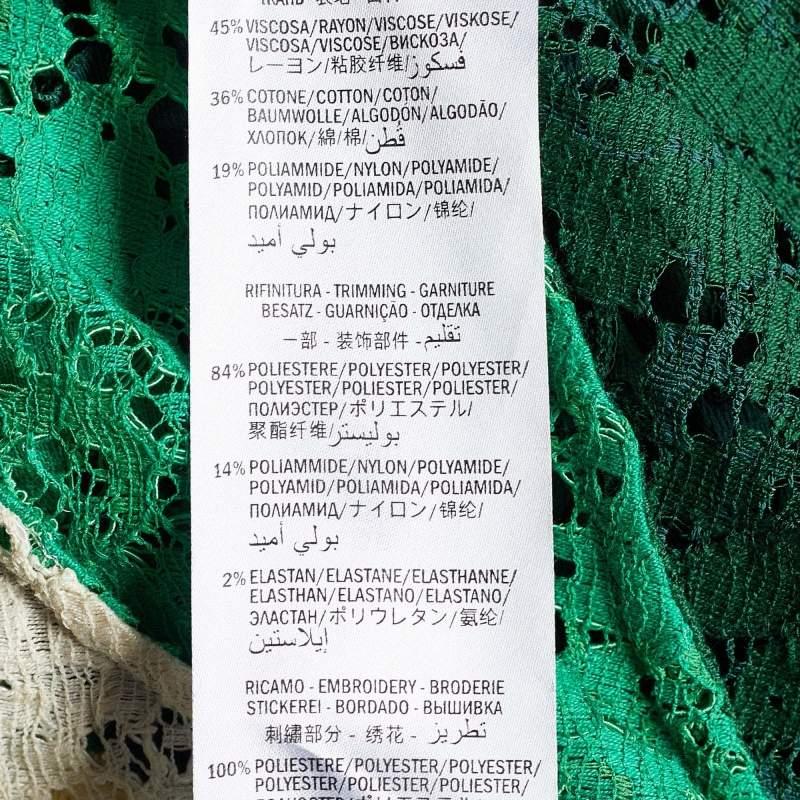 45% VISCOSA/RAYON/VISCOSE/VISKOSE/
VISCOSA/VISCOSE/ВИСКОЗА/
レーヨン/粘胶纤维/فسكوز
36% COTONE/COTTON/COTON/
BAUMWOLLE/ALGODÓN/ALGODÃO/
ХЛОПОК/綿/棉/قطن
19% POLIAMMIDE/NYLON/POLYAMIDE/
POLYAMID/POLIAMIDA/POLIAMIDA/
ПОЛИАМИД/ナイロン/锦纶/
بولي أميد
RIFINITURA - TRIMMING - GARNITURE
BESATZ - GUARNIÇÃO - ОТДЕЛКА
一部 - 装饰部件 - تقليم
84% POLIESTERE/POLYESTER/POLYESTER/
POLYESTER/POLIESTER/POLIESTER/
ПОЛИЭСТЕР/ポリエステル/
聚酯纤维/بوليستر
14% POLIAMMIDE/NYLON/POLYAMIDE/
POLYAMID/POLIAMIDA/POLIAMIDA/
ПОЛИАМИД/ナイロン/锦纶/
بولي أميد
2% ELASTAN/ELASTANE/ELASTHANNE/
ELASTHAN/ELASTANO/ELASTANO/
ЭЛАСТАН/ポリウレタン/氨纶/
إيلاستين
RICAMO - EMBROIDERY - BRODERIE
STICKEREI - BORDADO - ВЫШИВКА
刺繍部分 - 绣花 - تطريز
100% POLIESTERE/POLYESTER/POLYESTER/
POLYESTER/POLIESTER/POLIESTER/